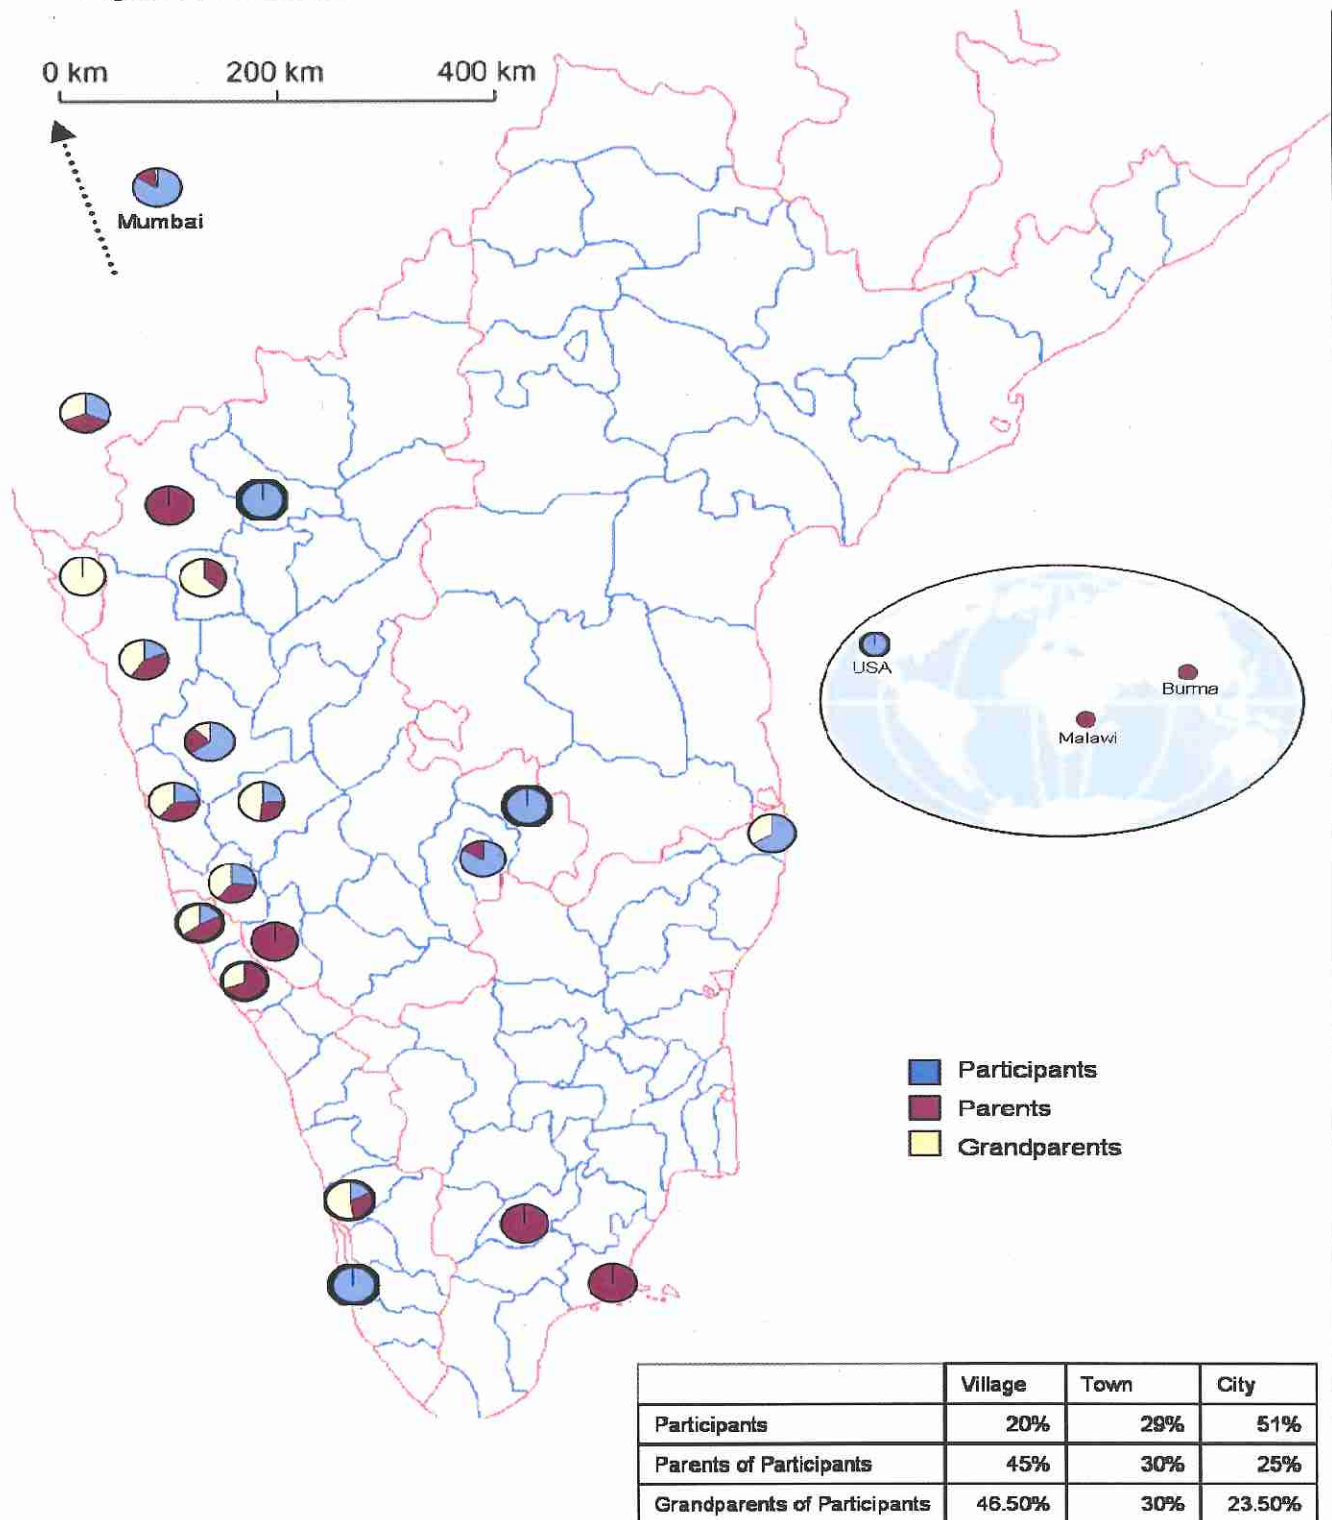 0 km 200 km 400 km
Mumbai
USA
Burma
Malawi
Participants
Parents
Grandparents
Village Town City
Participants 20% 29% 51%
Parents of Participants 45% 30% 25%
Grandparents of Participants 46.50% 30% 23.50%